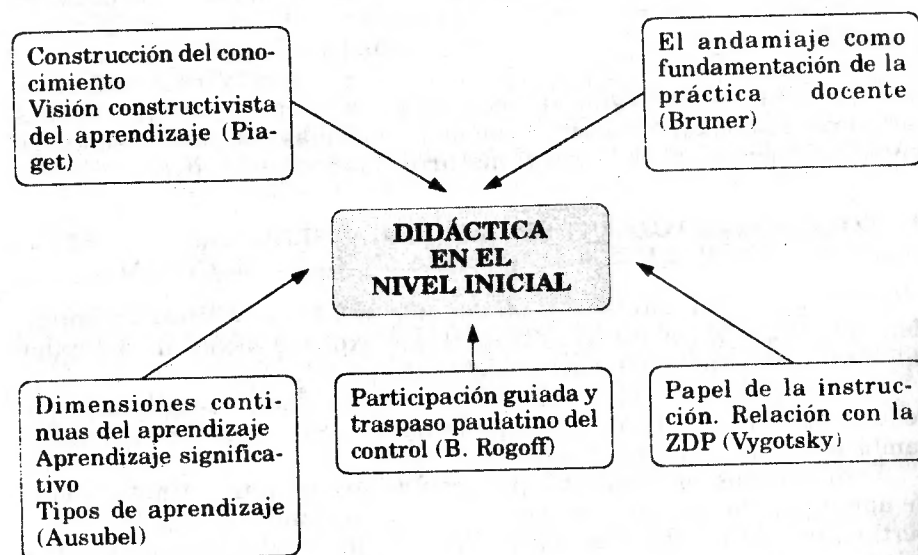 Construcción del cono-
cimiento
Visión constructivista
del aprendizaje (Pia-
get)
El andamiaje como
fundamentación de la
práctica docente
(Bruner)
DIDÁCTICA
EN EL
NIVEL INICIAL
Dimensiones conti-
nuas del aprendizaje
Aprendizaje significa-
tivo
Tipos de aprendizaje
(Ausubel)
Participación guiada y
traspaso paulatino del
control (B. Rogoff)
Papel de la instruc-
ción. Relación con la
ZDP (Vygotsky)